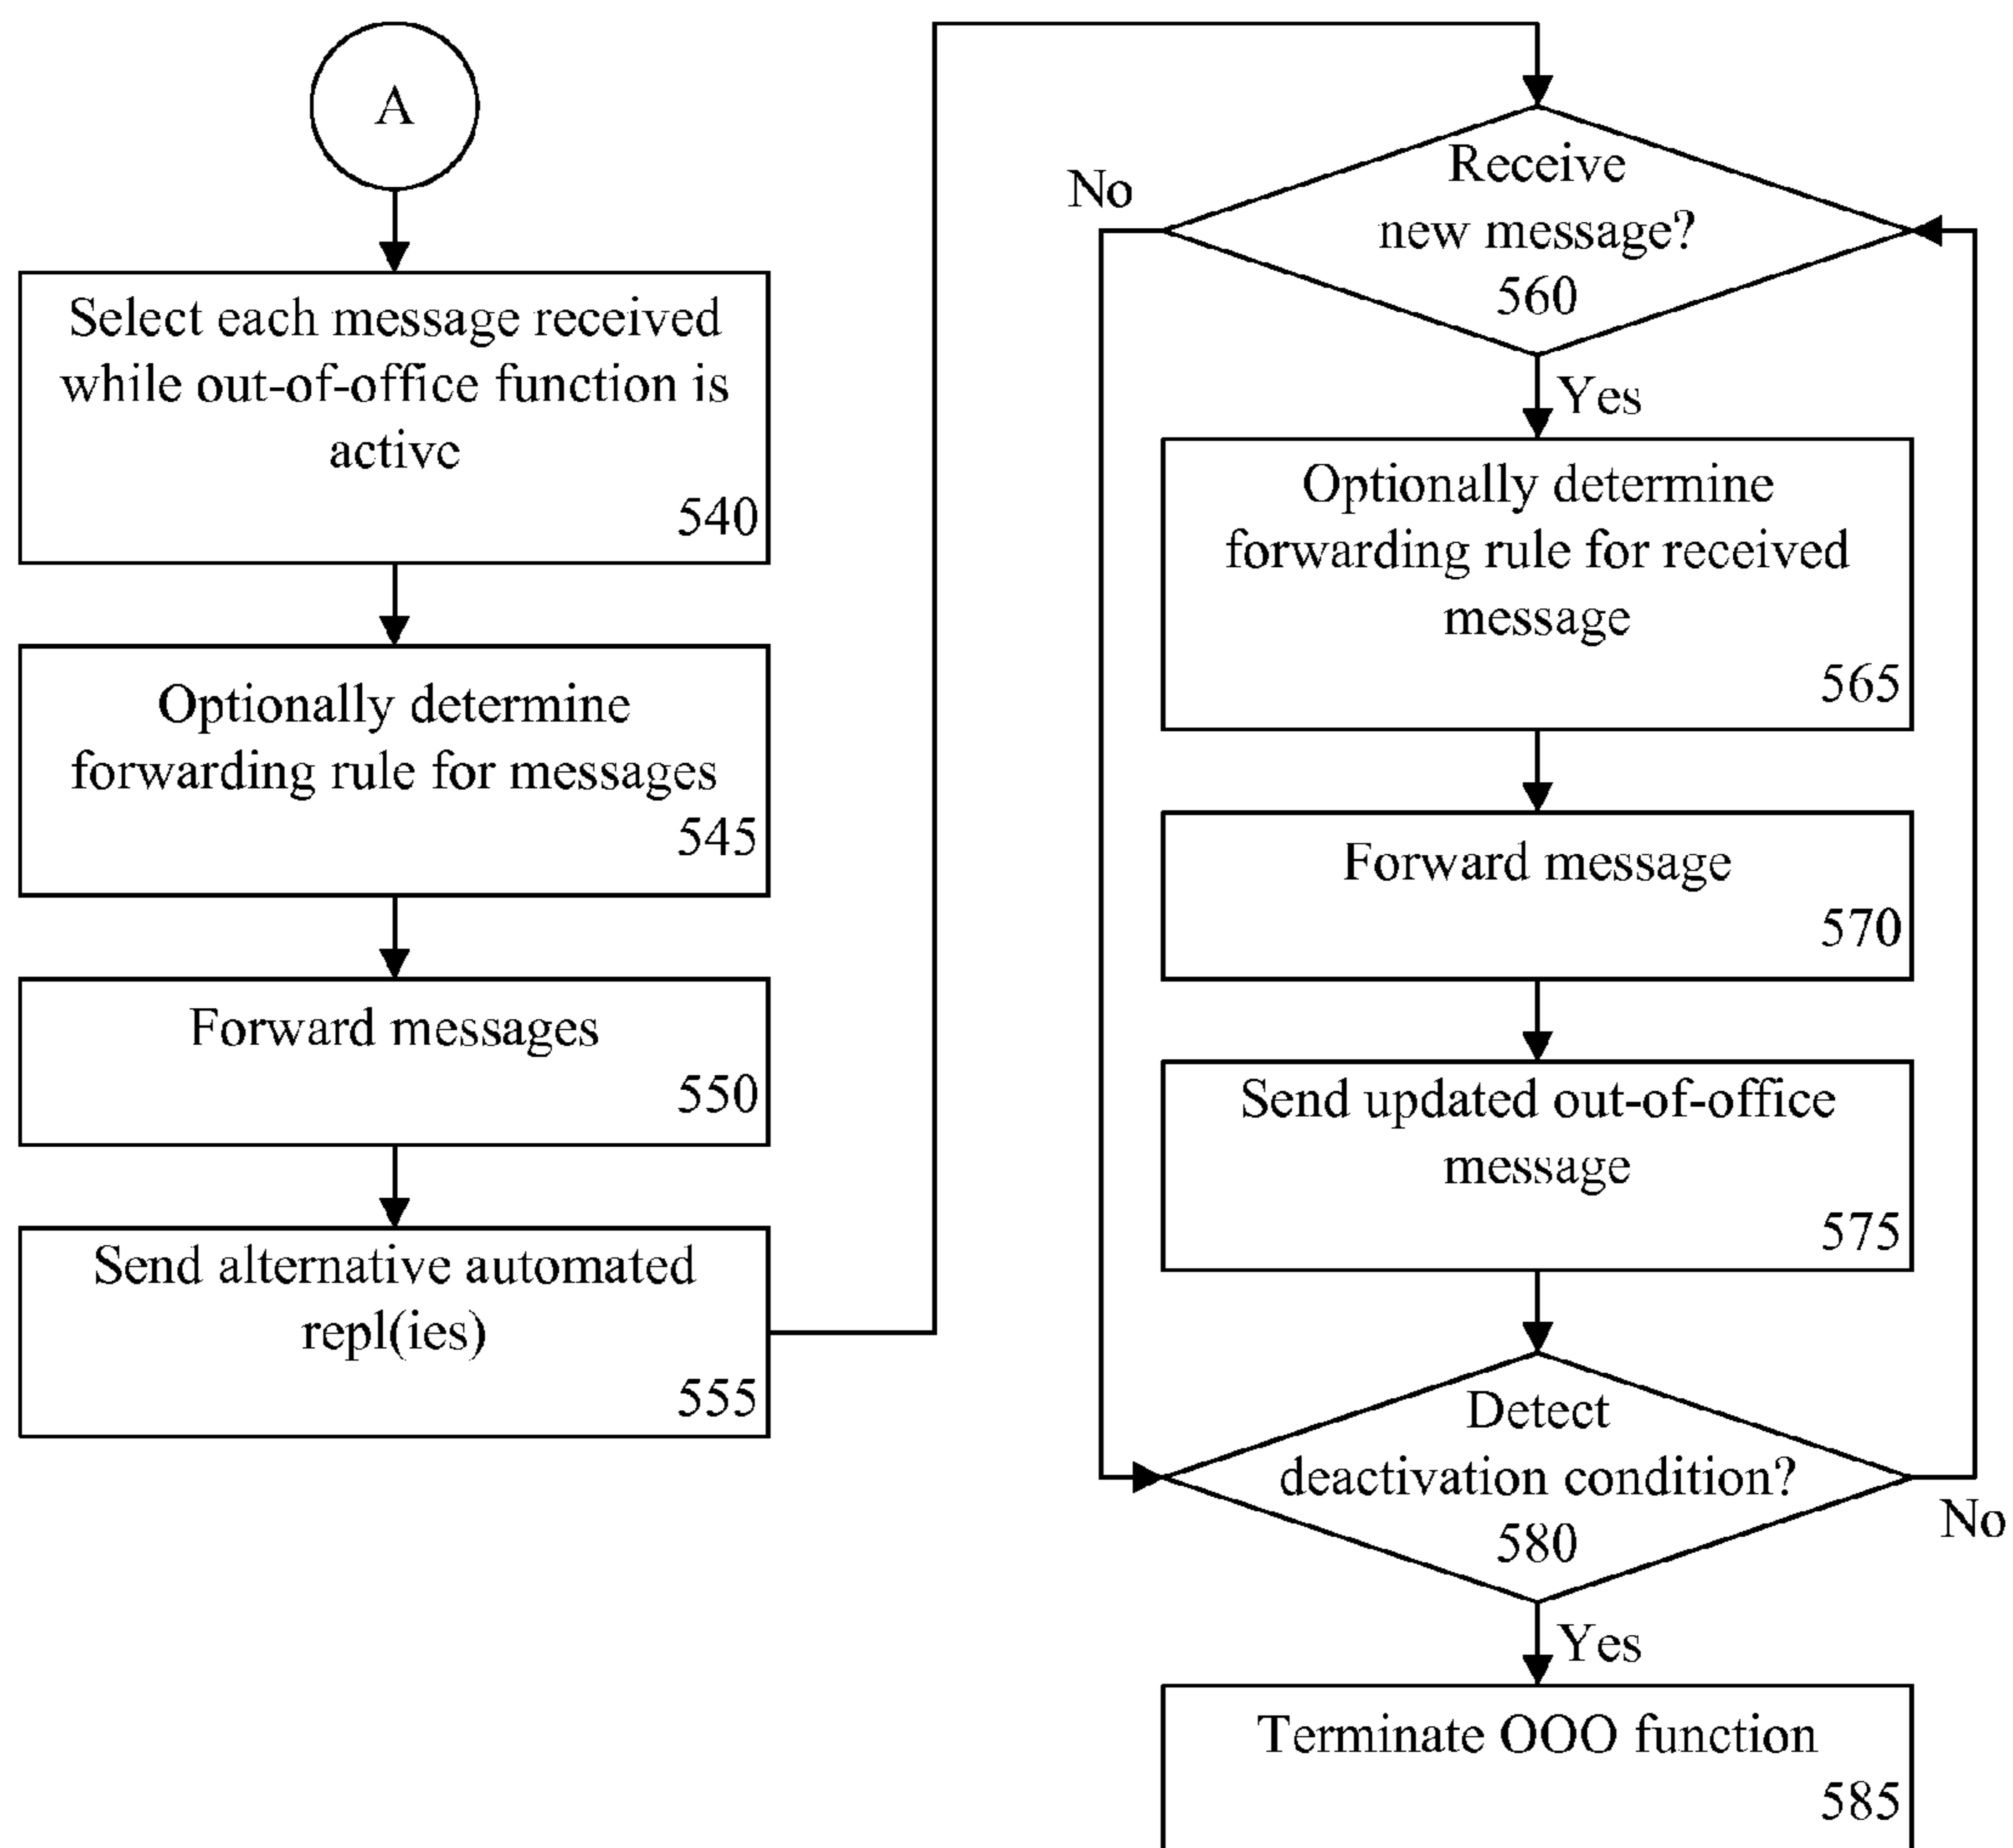 A
Select each message received
while out-of-office function is
active
540
Optionally determine
forwarding rule for messages
545
Forward messages
550
Send alternative automated
repl(ies)
555
Receive
new message?
560
No
Yes
Optionally determine
forwarding rule for received
message
565
Forward message
570
Send updated out-of-office
message
575
Detect
deactivation condition?
580
No
Yes
Terminate OOO function
585